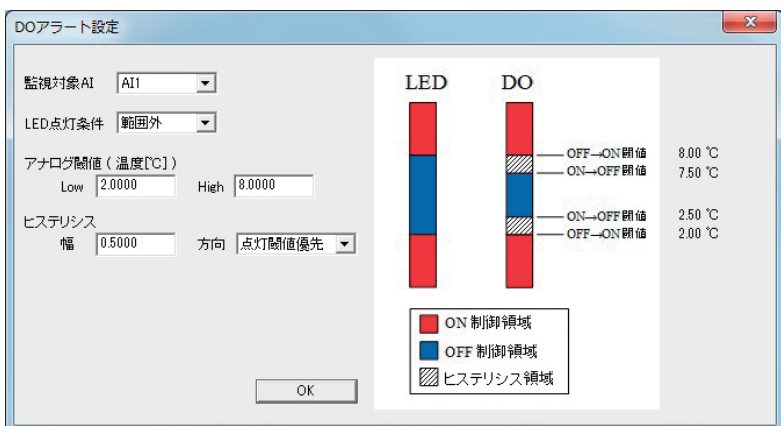 DOアラート設定
監視対象AI AI1
LED点灯条件 範囲外
アナログ閾値 ( 温度[℃] )
Low 2.0000 High 8.0000
ヒステリシス
幅 0.5000 方向 点灯閾値優先
OK
LED DO
OFF→ON閾値 8.00 ℃
ON→OFF閾値 7.50 ℃
ON→OFF閾値 2.50 ℃
OFF→ON閾値 2.00 ℃
ON 制御領域
OFF 制御領域
ヒステリシス領域